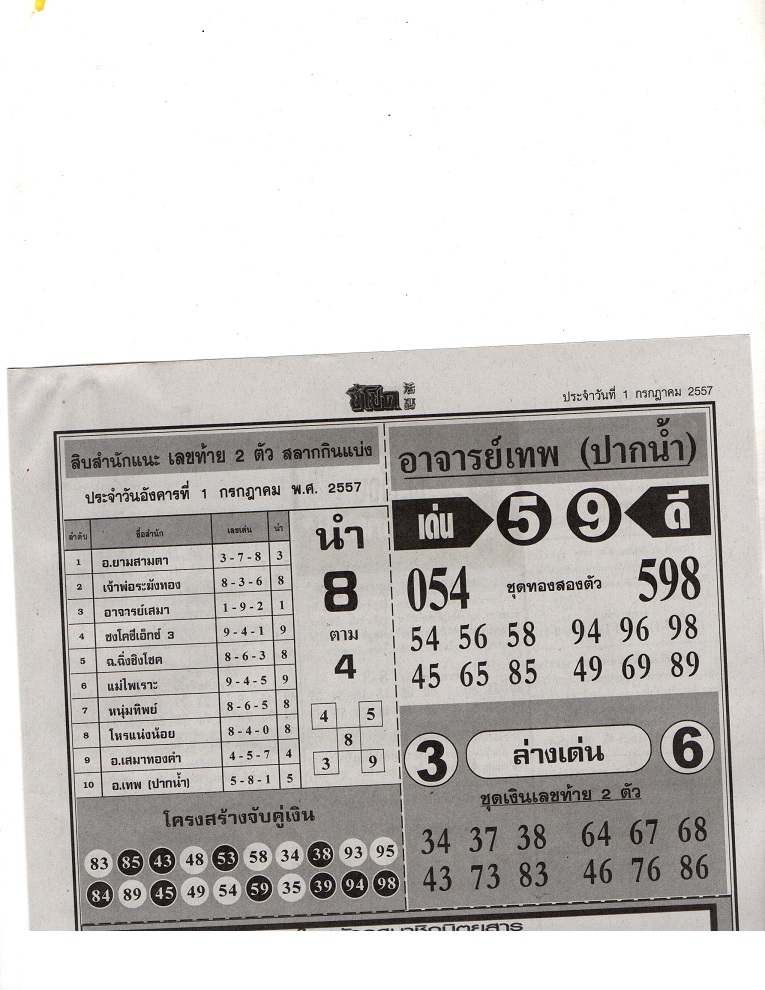 ประจำวันที่ 1 กรกฎาคม 2557
สิบสำนักแนะ เลขท้าย 2 ตัว สลากกินแบ่ง
ประจำวันอังคารที่ 1 กรกฎาคม พ.ศ. 2557
ลำดับ ชื่อสำนัก เลขเด่น นำ
1 อ.ยามสามตา 3-7-8 3
2 เจ้าพ่อระฆังทอง 8-3-6 8
3 อาจารย์เสมา 1-9-2 1
4 ชงโคซีเอ็กซ์ 3 9-4-1 9
5 ฉ.ฉิ่งชิงโชค 8-6-3 8
6 แม่ไพเราะ 9-4-5 9
7 หนุ่มทิพย์ 8-6-5 8
8 โหรแน่งน้อย 8-4-0 8
9 อ.เสมาทองคำ 4-5-7 4
10 อ.เทพ (ปากน้ำ) 5-8-1 5
นำ
8
ตาม
4
4 5
8
3 9
โครงสร้างจับคู่เงิน
83 85 43 48 53 58 34 38 93 95
84 89 45 49 54 59 35 39 94 98
อาจารย์เทพ (ปากน้ำ)
เด่น 5 9 ดี
054 ชุดทองสองตัว 598
54 56 58 94 96 98
45 65 85 49 69 89
3 ล่างเด่น 6
ชุดเงินเลขท้าย 2 ตัว
34 37 38 64 67 68
43 73 83 46 76 86